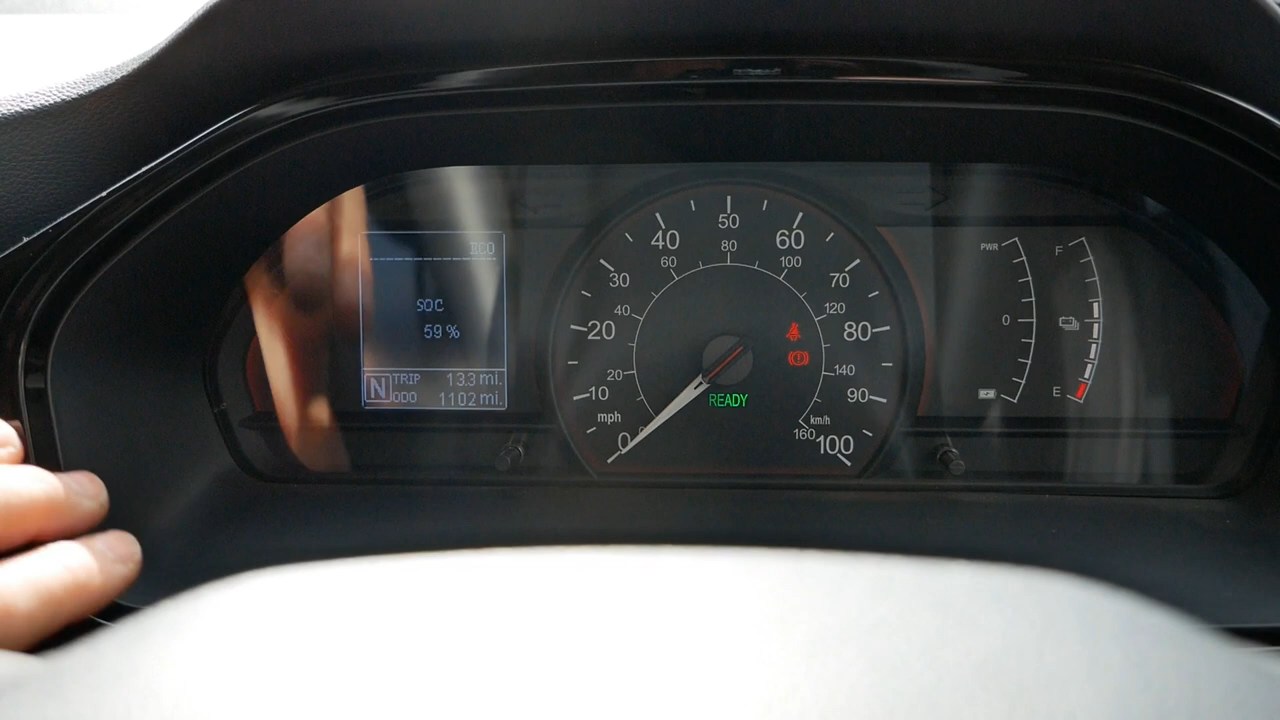 ECO
SOC
59 %
N
TRIP 13.3 mi.
ODO 1102 mi.
0 10 20 30 40 50 60 70 80 90 100
mph
20 40 60 80 100 120 140 160
km/h
READY
PWR
0
F
E